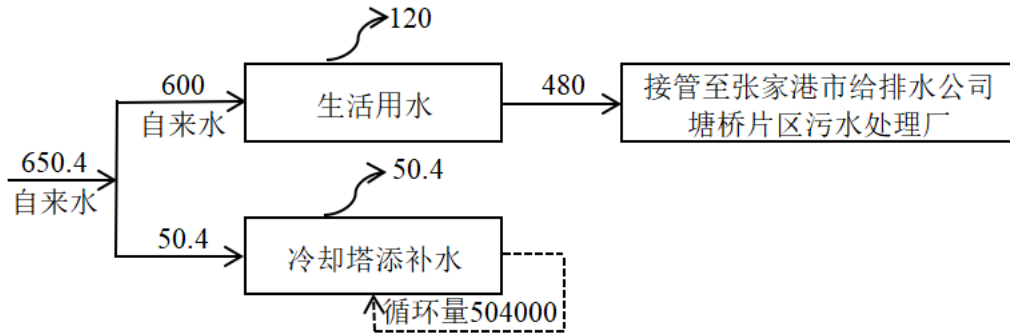 120
600
自来水
生活用水
480
接管至张家港市给排水公司
塘桥片区污水处理厂
650.4
自来水
50.4
50.4
冷却塔添补水
循环量504000